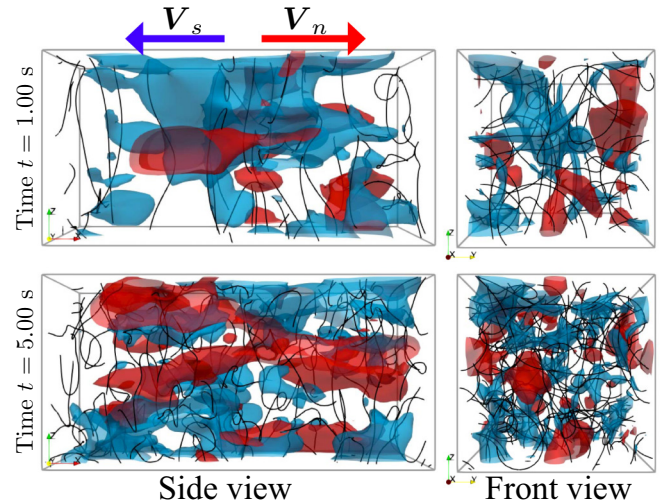 V_s V_n
Time t = 1.00 s
Time t = 5.00 s
Side view Front view